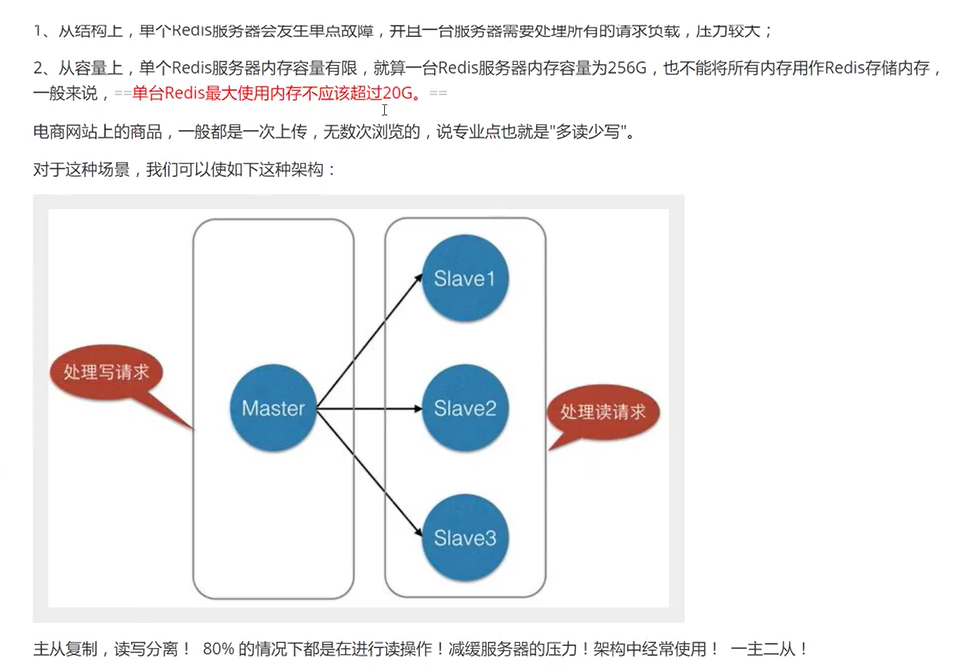 1、从结构上，单个Redis服务器会发生单点故障，并且一台服务器需要处理所有的请求负载，压力较大；
2、从容量上，单个Redis服务器内存容量有限，就算一台Redis服务器内存容量为256G，也不能将所有内存用作Redis存储内存，
一般来说，==单台Redis最大使用内存不应该超过20G。==
电商网站上的商品，一般都是一次上传，无数次浏览的，说专业点也就是"多读少写"。
对于这种场景，我们可以使如下这种架构：
Slave1
处理写请求
Master
Slave2
处理读请求
Slave3
主从复制，读写分离！ 80% 的情况下都是在进行读操作！减缓服务器的压力！架构中经常使用！ 一主二从！